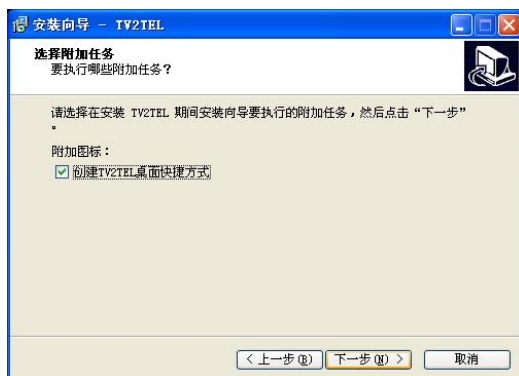 安装向导 - TV2TEL
选择附加任务
要执行哪些附加任务？
请选择在安装 TV2TEL 期间安装向导要执行的附加任务，然后点击“下一步”
。
附加图标：
创建TV2TEL桌面快捷方式
< 上一步(B) 下一步(N) > 取消